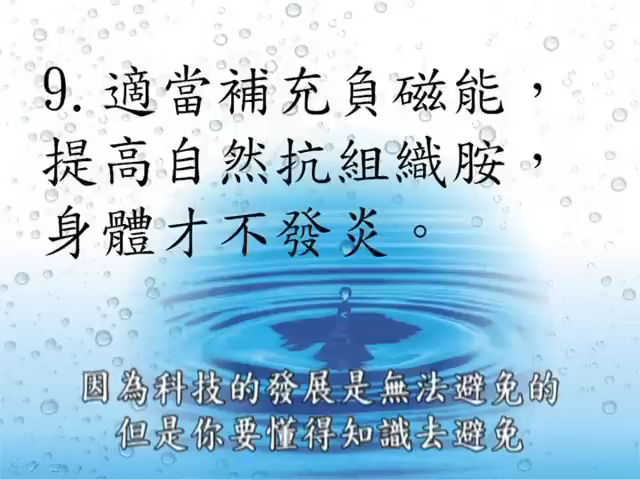 9.適當補充負磁能，
提高自然抗組織胺，
身體才不發炎。
因為科技的發展是無法避免的
但是你要懂得知識去避免